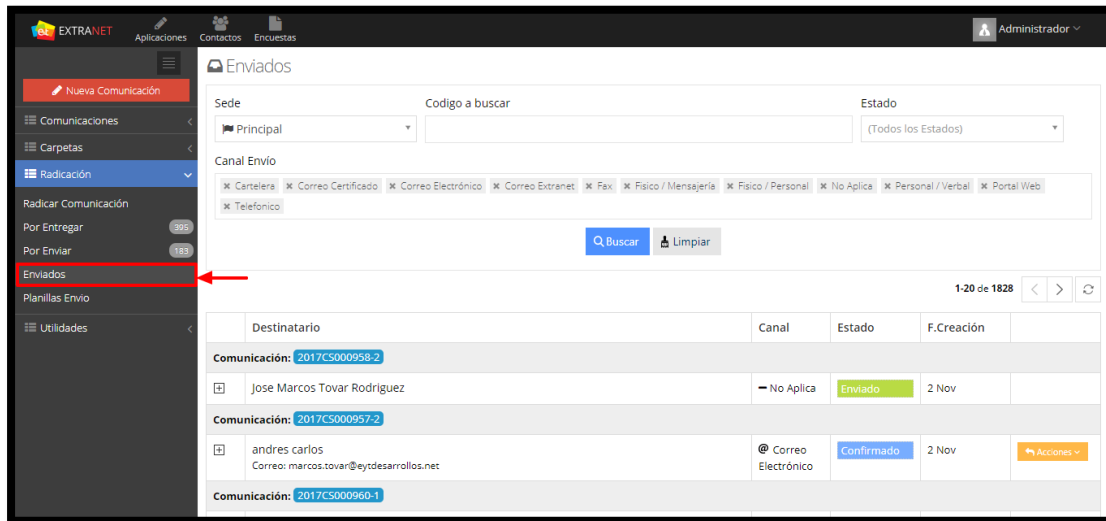 EXTRANET
Aplicaciones Contactos Encuestas
Administrador
Nueva Comunicación
Comunicaciones
Carpetas
Radicación
Radicar Comunicación
Por Entregar 395
Por Enviar 183
Enviados
Planillas Envio
Utilidades
Enviados
Sede Codigo a buscar Estado
Principal (Todos los Estados)
Canal Envío
× Cartelera × Correo Certificado × Correo Electrónico × Correo Extranet × Fax × Fisico / Mensajería × Fisico / Personal × No Aplica × Personal / Verbal × Portal Web
× Telefonico
Buscar Limpiar
1-20 de 1828
Destinatario Canal Estado F.Creación
Comunicación: 2017CS000958-2
Jose Marcos Tovar Rodriguez No Aplica Enviado 2 Nov
Comunicación: 2017CS000957-2
andres carlos @ Correo Confirmado 2 Nov Acciones
Correo: marcos.tovar@eytdesarrollos.net Electrónico
Comunicación: 2017CS000960-1